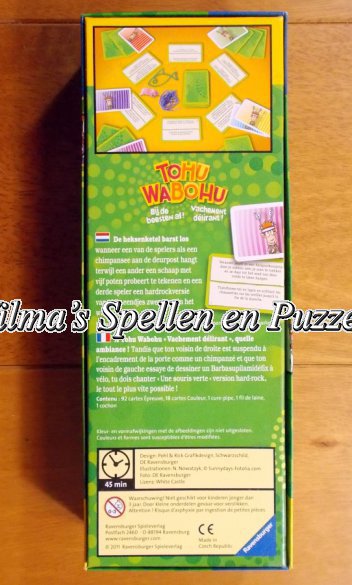 TOHU
WABOHU
Bij de
beesten af!
Vachement
délirant!
De heksenketel barst los
wanneer een van de spelers als een
chimpansee aan de deurpost hangt
terwijl een ander een schaap met
vijf poten probeert te tekenen en een
derde speler een hardrockversie
van
eendjes
ilma's Spellen en Puzze
Tohu Wabohu « Vachement délirant », quelle
ambiance ! Tandis que ton voisin de droite est suspendu à
l'encadrement de la porte comme un chimpanzé et que ton
voisin de gauche essaye de dessiner un Barbasupilamidéfix à
vélo, tu dois chanter « Une souris verte » version hard-rock,
le tout le plus vite possible !
Contenu : 92 cartes Épreuve, 18 cartes Couleur, 1 cure pipe, 1 fil de laine,
1 cochon
Kleur- en vormafwijkingen met de afbeeldingen zijn niet uitgesloten.
Couleurs et formes sont susceptibles d'êtres modifiées.
45 min
Design: Pehl & Rick Grafikdesign; Schwarzschild;
DE Ravensburger
Illustrationen: N. Nowatzyk, © Sunnydays-fotolia.com
Foto: DE Ravensburger
Lizenz: White Castle
Waarschuwing! Niet geschikt voor kinderen jonger dan
3 jaar. Door kleine onderdelen gevaar voor verstikken.
Attention! Risque d'asphyxie par ingestion de petites pièces
Ravensburger Spieleverlag
Postfach 2460 · D-88194 Ravensburg
www.ravensburger.com
© 2011 Ravensburger Spieleverlag
Made in
Czech Republic
Ravensburger